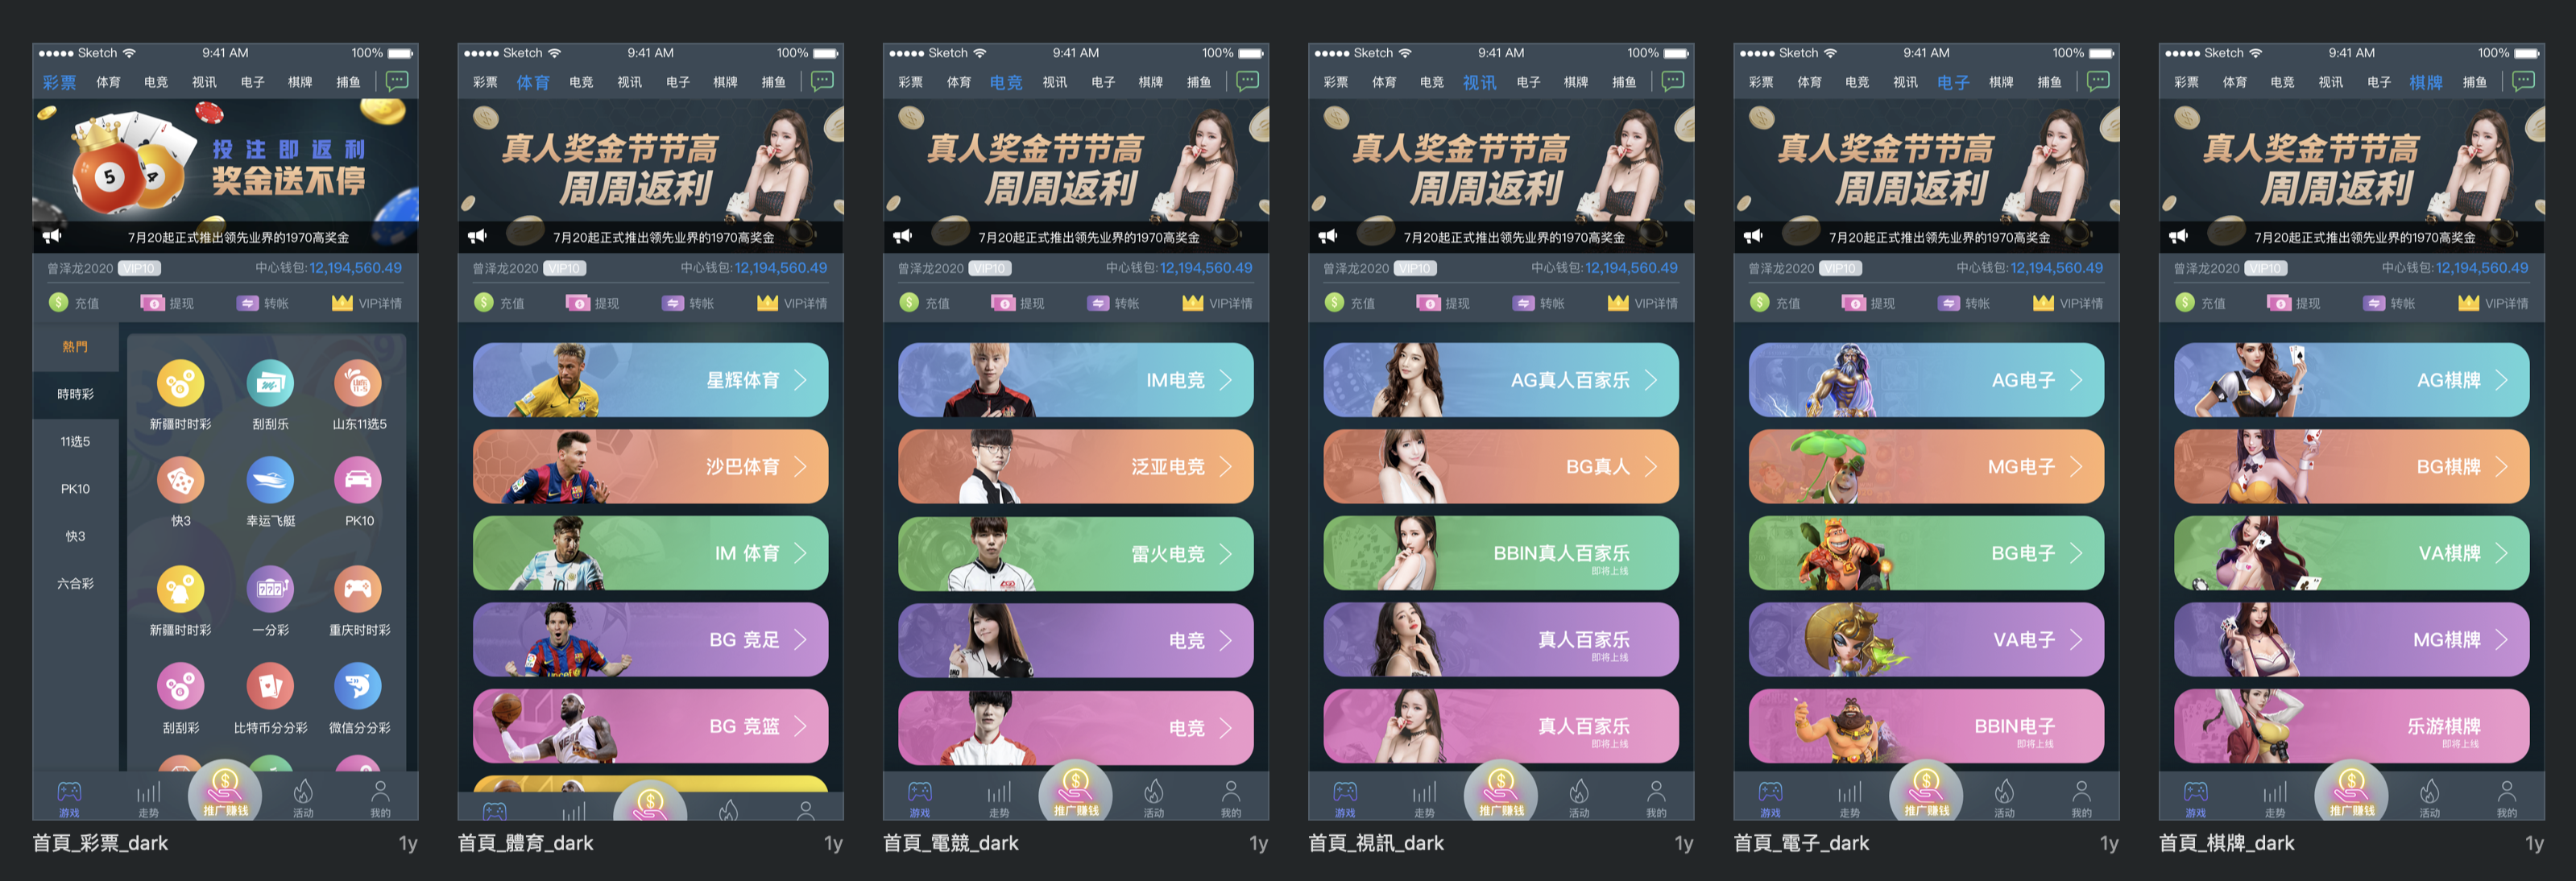 ●●●●● Sketch 9:41 AM 100%
彩票 体育 电竞 视讯 电子 棋牌 捕鱼
投注即返利
奖金送不停
5 4
7月20起正式推出领先业界的1970高奖金
曾泽龙2020 VIP10 中心钱包:12,194,560.49
充值 提现 转帐 VIP详情
熱門
時時彩
11选5
PK10
快3
六合彩
新疆时时彩 刮刮乐 山东11选5
快3 幸运飞艇 PK10
新疆时时彩 一分彩 重庆时时彩
刮刮彩 比特币分分彩 微信分分彩
游戏 走势 推广赚钱 活动 我的
首頁_彩票_dark 1y
●●●●● Sketch 9:41 AM 100%
彩票 体育 电竞 视讯 电子 棋牌 捕鱼
真人奖金节节高
周周返利
7月20起正式推出领先业界的1970高奖金
曾泽龙2020 VIP10 中心钱包:12,194,560.49
充值 提现 转帐 VIP详情
星辉体育
沙巴体育
IM 体育
BG 竞足
BG 竞篮
首頁_體育_dark 1y
●●●●● Sketch 9:41 AM 100%
彩票 体育 电竞 视讯 电子 棋牌 捕鱼
真人奖金节节高
周周返利
7月20起正式推出领先业界的1970高奖金
曾泽龙2020 VIP10 中心钱包:12,194,560.49
充值 提现 转帐 VIP详情
IM电竞
泛亚电竞
雷火电竞
电竞
电竞
游戏 走势 推广赚钱 活动 我的
首頁_電競_dark 1y
●●●●● Sketch 9:41 AM 100%
彩票 体育 电竞 视讯 电子 棋牌 捕鱼
真人奖金节节高
周周返利
7月20起正式推出领先业界的1970高奖金
曾泽龙2020 VIP10 中心钱包:12,194,560.49
充值 提现 转帐 VIP详情
AG真人百家乐
BG真人
BBIN真人百家乐
即将上线
真人百家乐
即将上线
真人百家乐
即将上线
游戏 走势 推广赚钱 活动 我的
首頁_視訊_dark 1y
●●●●● Sketch 9:41 AM 100%
彩票 体育 电竞 视讯 电子 棋牌 捕鱼
真人奖金节节高
周周返利
7月20起正式推出领先业界的1970高奖金
曾泽龙2020 VIP10 中心钱包:12,194,560.49
充值 提现 转帐 VIP详情
AG电子
MG电子
BG电子
VA电子
BBIN电子
即将上线
游戏 走势 推广赚钱 活动 我的
首頁_電子_dark 1y
●●●●● Sketch 9:41 AM 100%
彩票 体育 电竞 视讯 电子 棋牌 捕鱼
真人奖金节节高
周周返利
7月20起正式推出领先业界的1970高奖金
曾泽龙2020 VIP10 中心钱包:12,194,560.49
充值 提现 转帐 VIP详情
AG棋牌
BG棋牌
VA棋牌
MG棋牌
乐游棋牌
即将上线
游戏 走势 推广赚钱 活动 我的
首頁_棋牌_dark 1y